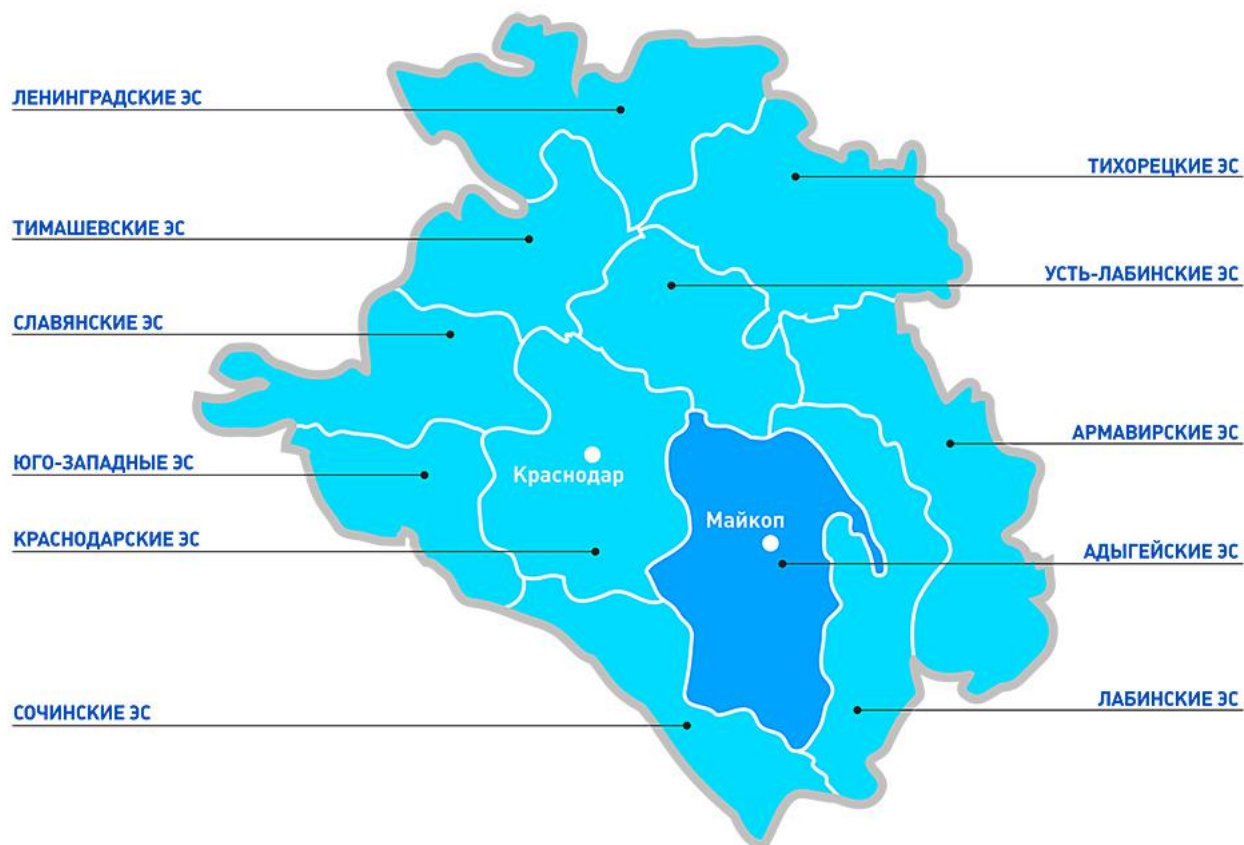 ЛЕНИНГРАДСКИЕ ЭС
ТИХОРЕЦКИЕ ЭС
ТИМАШЕВСКИЕ ЭС
УСТЬ-ЛАБИНСКИЕ ЭС
СЛАВЯНСКИЕ ЭС
АРМАВИРСКИЕ ЭС
ЮГО-ЗАПАДНЫЕ ЭС
Краснодар
Майкоп
КРАСНОДАРСКИЕ ЭС
АДЫГЕЙСКИЕ ЭС
ЛАБИНСКИЕ ЭС
СОЧИНСКИЕ ЭС